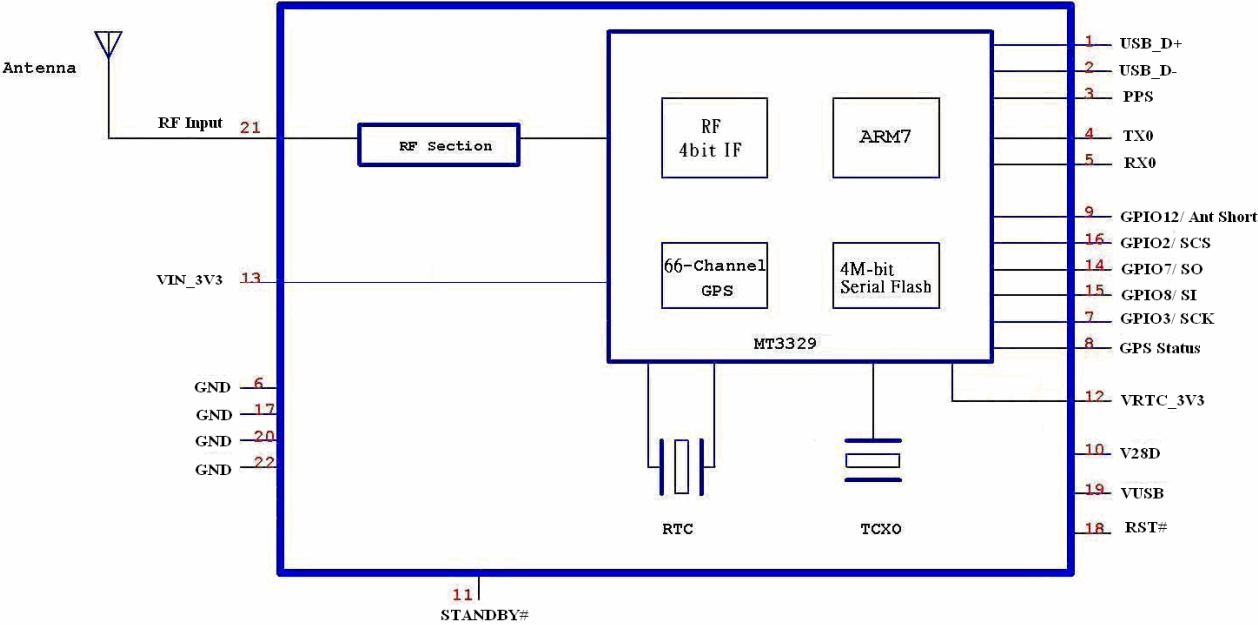 Antenna
RF Input 21
VIN_3V3 13
GND 6
GND 17
GND 20
GND 22
RF Section
RF
4bit IF
ARM7
66-Channel
GPS
4M-bit
Serial Flash
MT3329
RTC
TCXO
1 USB_D+
2 USB_D-
3 PPS
4 TX0
5 RX0
9 GPIO12/ Ant Short
16 GPIO2/ SCS
14 GPIO7/ SO
15 GPIO8/ SI
7 GPIO3/ SCK
8 GPS Status
12 VRTC_3V3
10 V28D
19 VUSB
18 RST#
11
STANDBY#